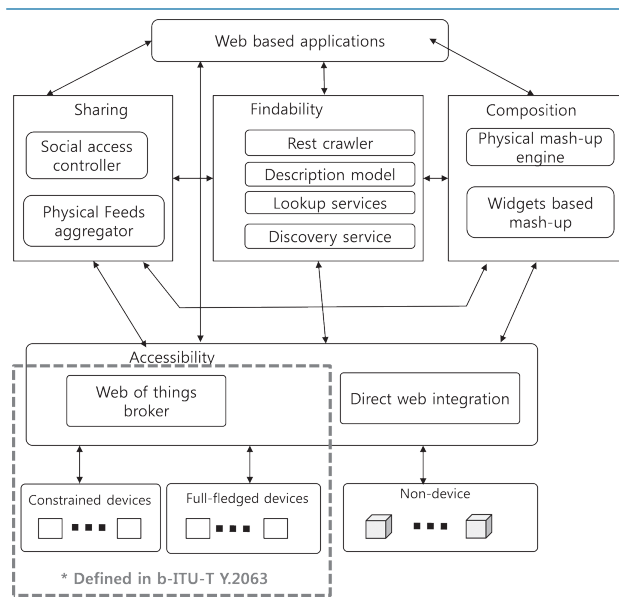 Web based applications
Sharing
Social access
controller
Physical Feeds
aggregator
Findability
Rest crawler
Description model
Lookup services
Discovery service
Composition
Physical mash-up
engine
Widgets based
mash-up
Accessibility
Web of things
broker
Direct web integration
Constrained devices
Full-fledged devices
Non-device
* Defined in b-ITU-T Y.2063